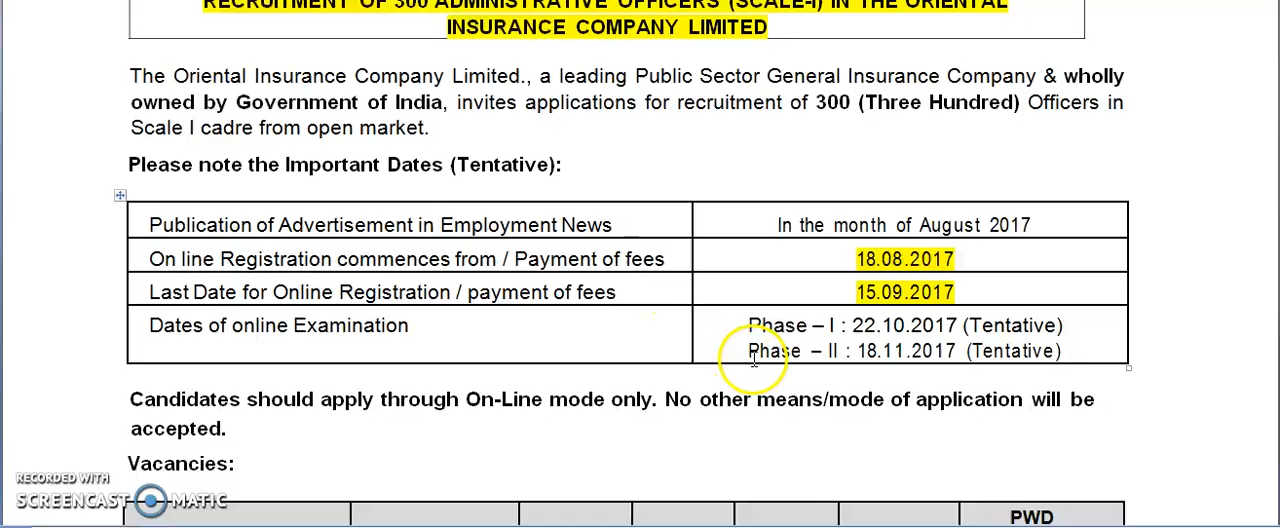 RECRUITMENT OF 300 ADMINISTRATIVE OFFICERS (SCALE-I) IN THE ORIENTAL
INSURANCE COMPANY LIMITED
The Oriental Insurance Company Limited., a leading Public Sector General Insurance Company & wholly
owned by Government of India, invites applications for recruitment of 300 (Three Hundred) Officers in
Scale I cadre from open market.
Please note the Important Dates (Tentative):
Publication of Advertisement in Employment News In the month of August 2017
On line Registration commences from / Payment of fees 18.08.2017
Last Date for Online Registration / payment of fees 15.09.2017
Dates of online Examination Phase – I : 22.10.2017 (Tentative)
Phase – II : 18.11.2017 (Tentative)
Candidates should apply through On-Line mode only. No other means/mode of application will be
accepted.
Vacancies:
PWD
RECORDED WITH
SCREENCAST MATIC